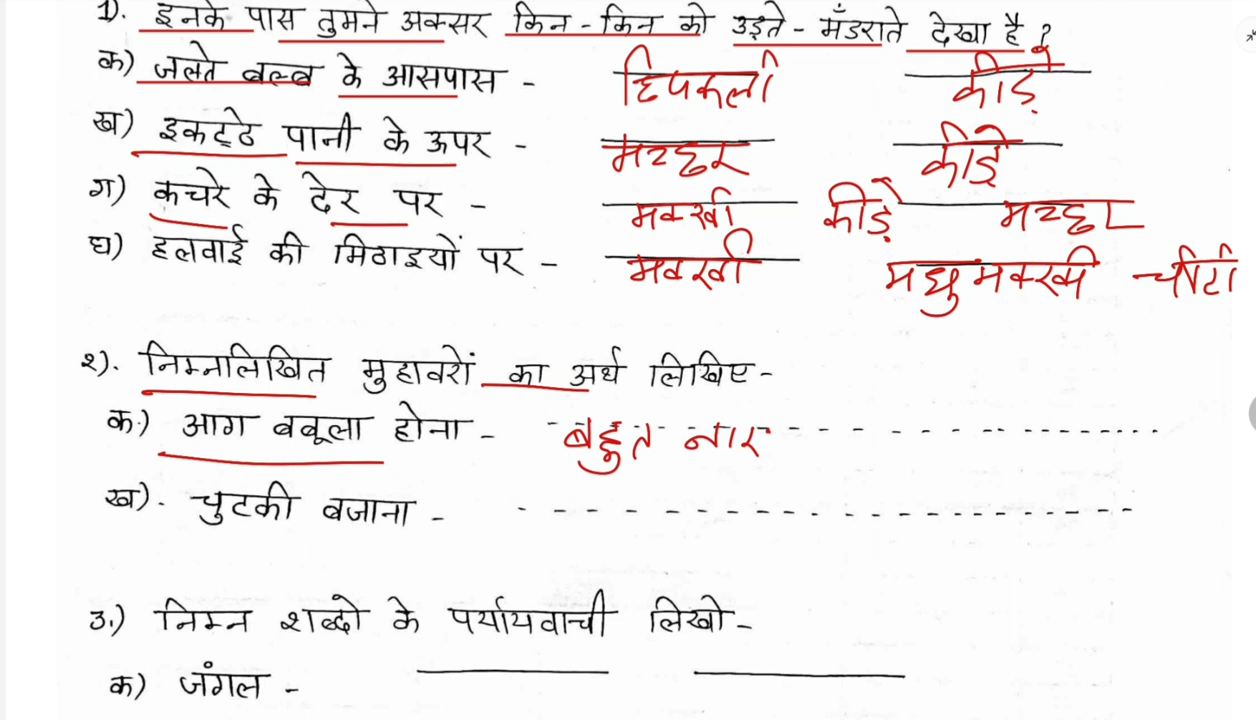 1). इनके पास तुमने अक्सर किन-किन को उड़ते-मँडराते देखा है?
क) जलते बल्ब के आसपास - छिपकली कीड़े
ख) इकट्ठे पानी के ऊपर - मच्छर कीड़े
ग) कचरे के ढेर पर - मक्खी कीड़े मच्छर
घ) हलवाई की मिठाइयों पर - मक्खी मधुमक्खी चींटी
२). निम्नलिखित मुहावरों का अर्थ लिखिए-
क.) आग बबूला होना - बहुत नार
ख). चुटकी बजाना -
3.) निम्न शब्दो के पर्यायवाची लिखो-
क) जंगल -